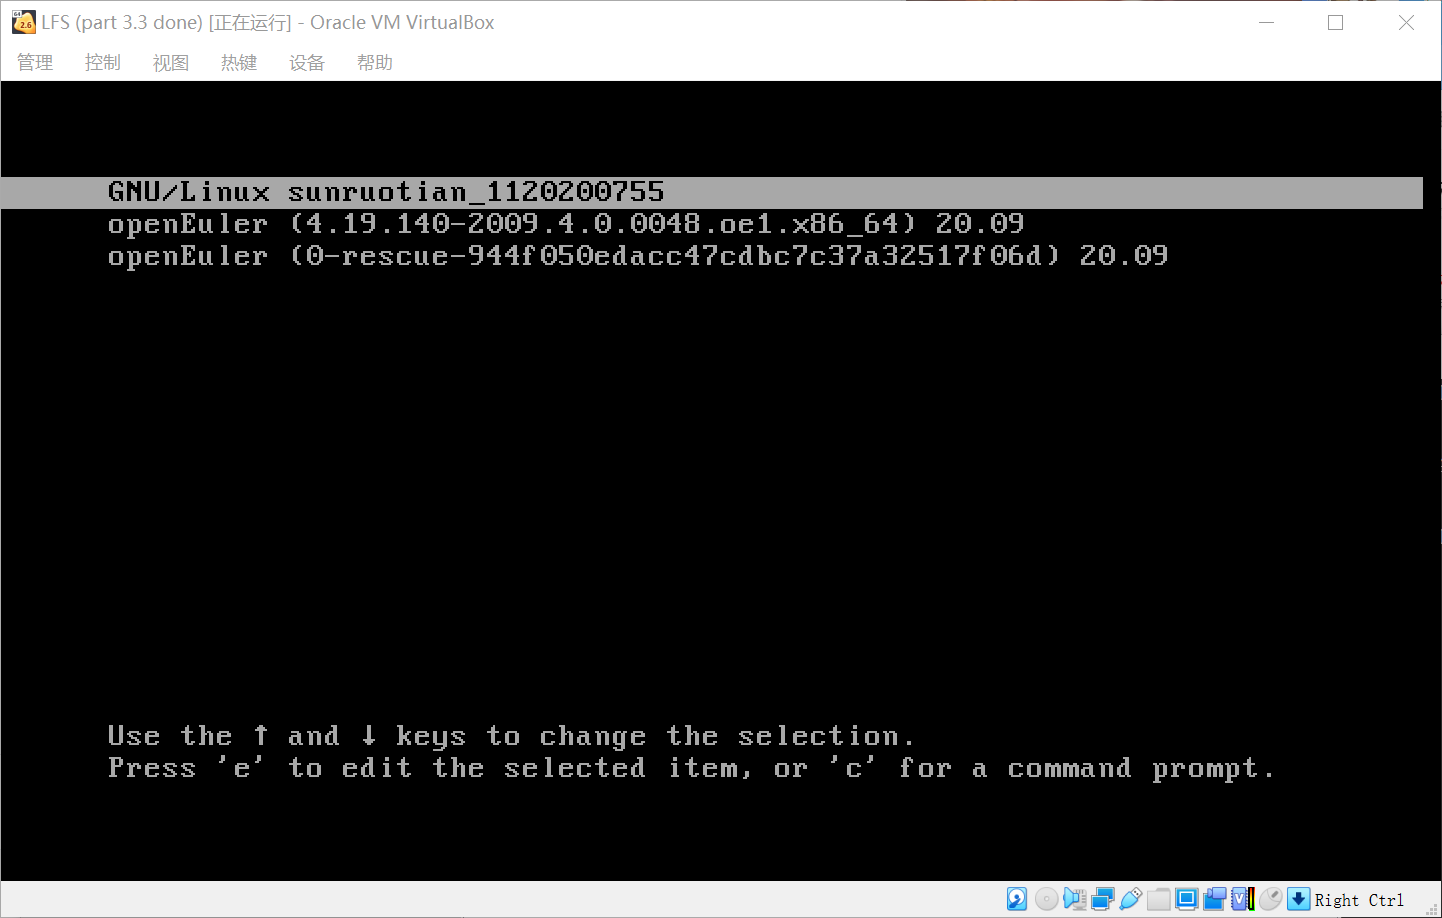 LFS (part 3.3 done) [正在运行] - Oracle VM VirtualBox
管理 控制 视图 热键 设备 帮助
GNU/Linux sunruotian_1120200755
openEuler (4.19.140-2009.4.0.0048.oe1.x86_64) 20.09
openEuler (0-rescue-944f050edacc47cdbc7c37a32517f06d) 20.09
Use the ↑ and ↓ keys to change the selection.
Press 'e' to edit the selected item, or 'c' for a command prompt.
Right Ctrl